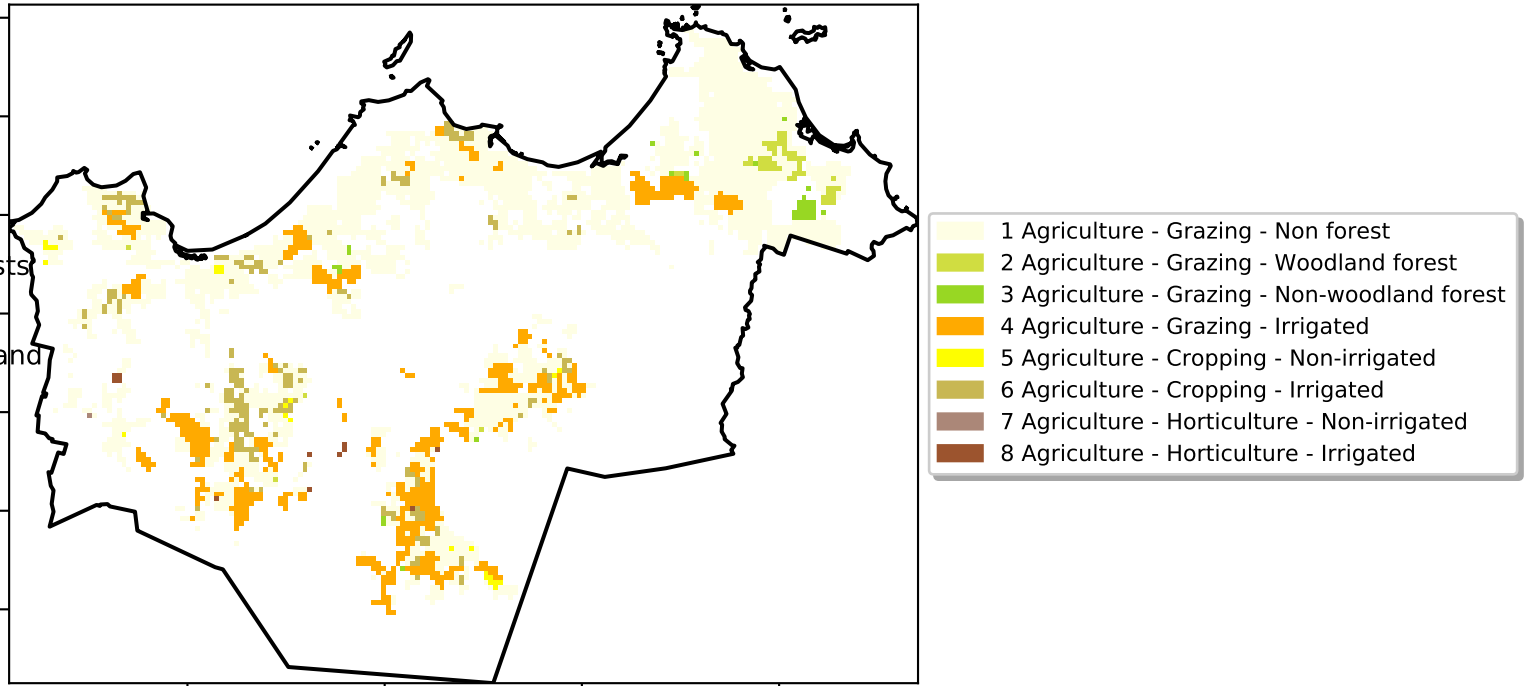 1 Agriculture - Grazing - Non forest
2 Agriculture - Grazing - Woodland forest
sts
3 Agriculture - Grazing - Non-woodland forest
4 Agriculture - Grazing - Irrigated
and
5 Agriculture - Cropping - Non-irrigated
6 Agriculture - Cropping - Irrigated
7 Agriculture - Horticulture - Non-irrigated
8 Agriculture - Horticulture - Irrigated